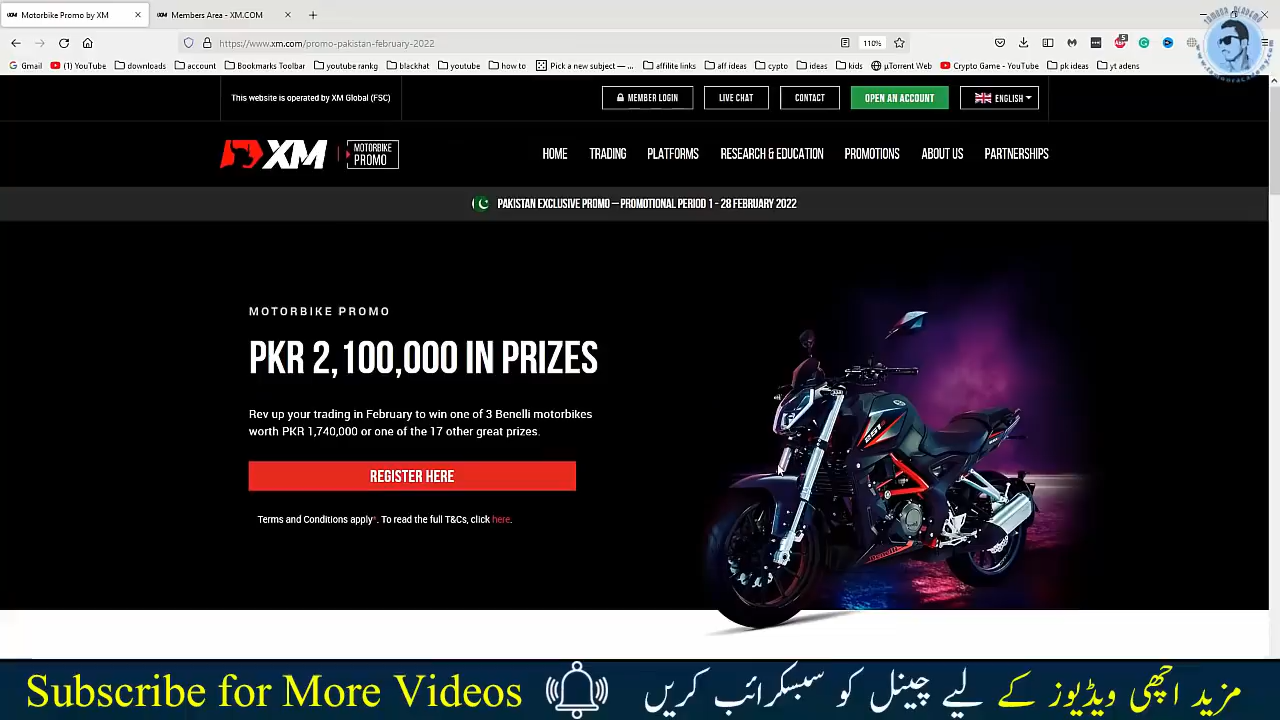 Motorbike Promo by XM
Members Area - XM.COM
https://www.xm.com/promo-pakistan-february-2022
110%
5
Gmail
(1) YouTube
downloads
account
Bookmarks Toolbar
youtube rankg
blackhat
youtube
how to
Pick a new subject — ...
affilite links
aff ideas
cypto
ideas
kids
µTorrent Web
Crypto Game - YouTube
pk ideas
yt adens
This website is operated by XM Global (FSC)
MEMBER LOGIN
LIVE CHAT
CONTACT
OPEN AN ACCOUNT
ENGLISH
XM
MOTORBIKE
PROMO
HOME
TRADING
PLATFORMS
RESEARCH & EDUCATION
PROMOTIONS
ABOUT US
PARTNERSHIPS
PAKISTAN EXCLUSIVE PROMO – PROMOTIONAL PERIOD 1 - 28 FEBRUARY 2022
MOTORBIKE PROMO
PKR 2,100,000 IN PRIZES
Rev up your trading in February to win one of 3 Benelli motorbikes
worth PKR 1,740,000 or one of the 17 other great prizes.
REGISTER HERE
Terms and Conditions apply*. To read the full T&Cs, click here.
Benelli
Subscribe for More Videos
مزید اچھی ویڈیوز کے لیے چینل کو سبسکرائب کریں